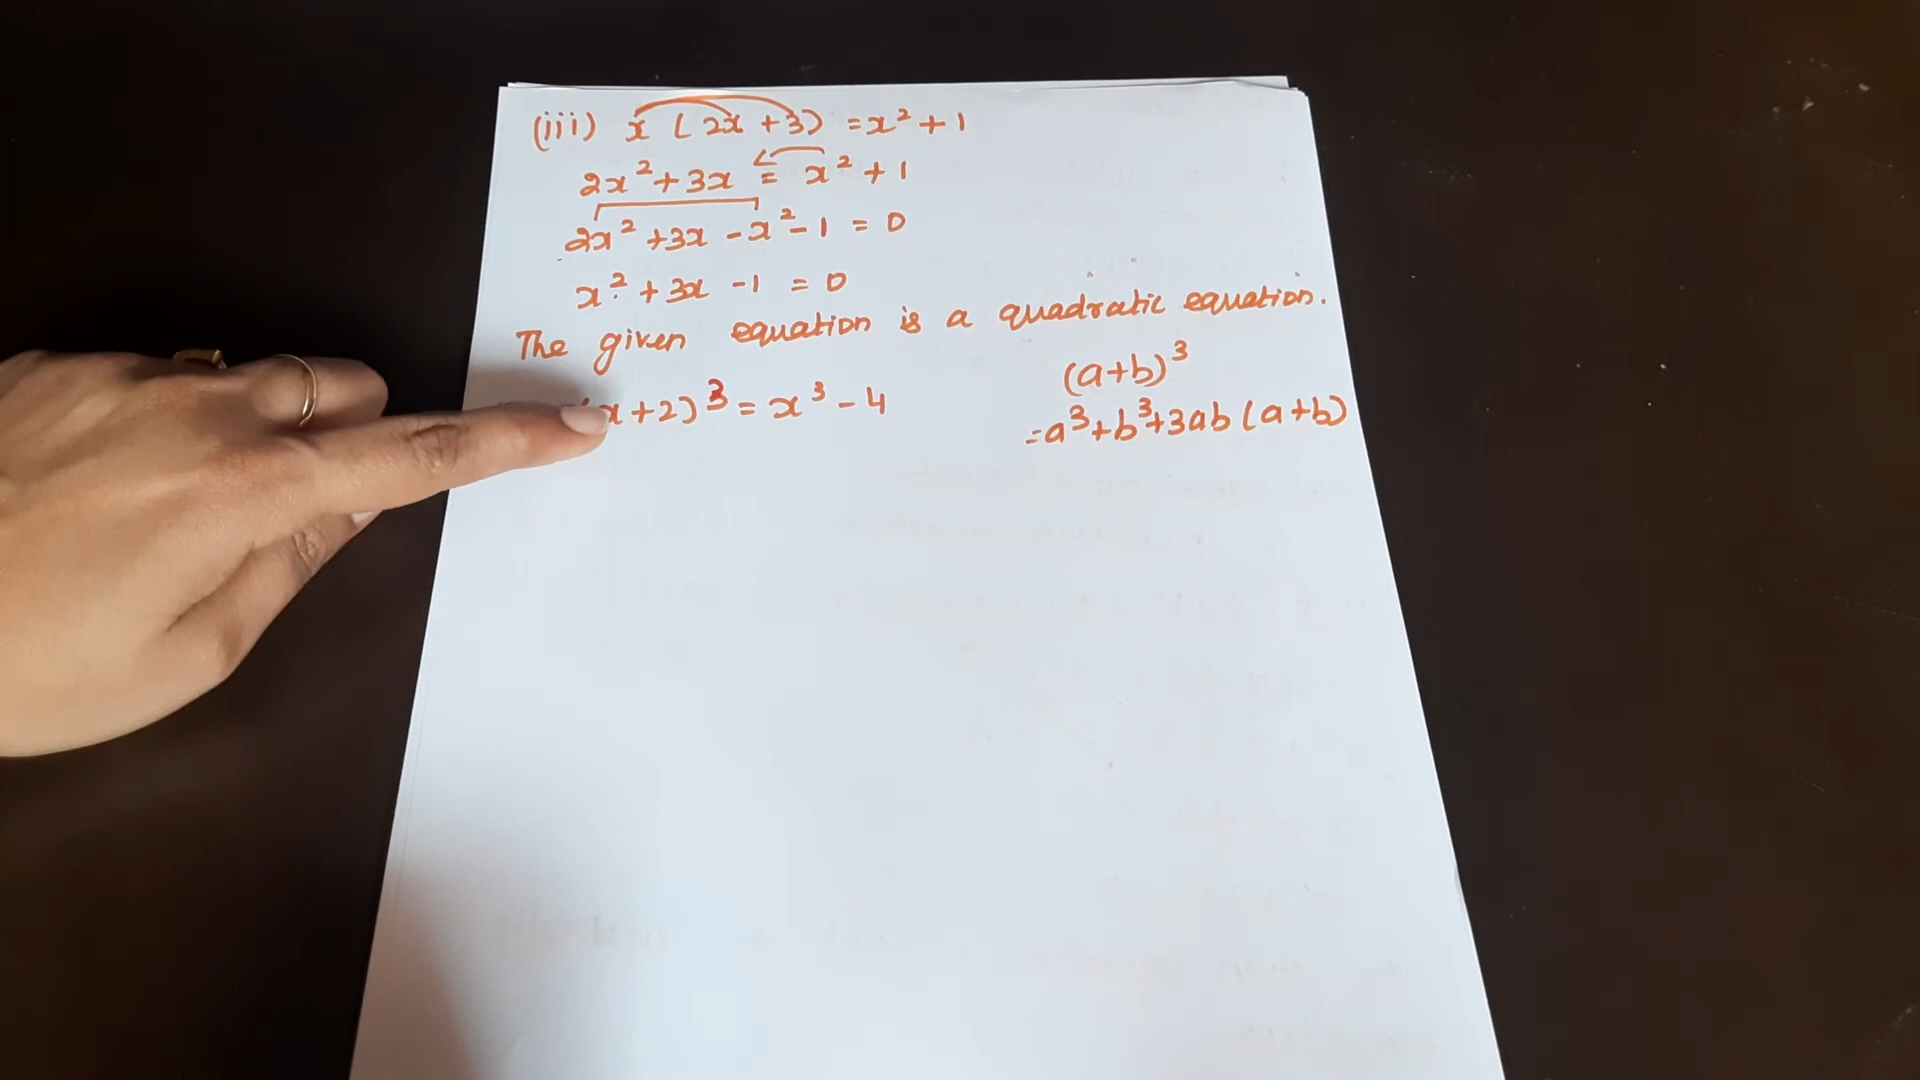 (iii) x (2x + 3) = x² + 1
2x² + 3x = x² + 1
2x² + 3x - x² - 1 = 0
x² + 3x - 1 = 0
The given equation is a quadratic equation.
(x + 2)³ = x³ - 4
(a+b)³
= a³ + b³ + 3ab (a+b)